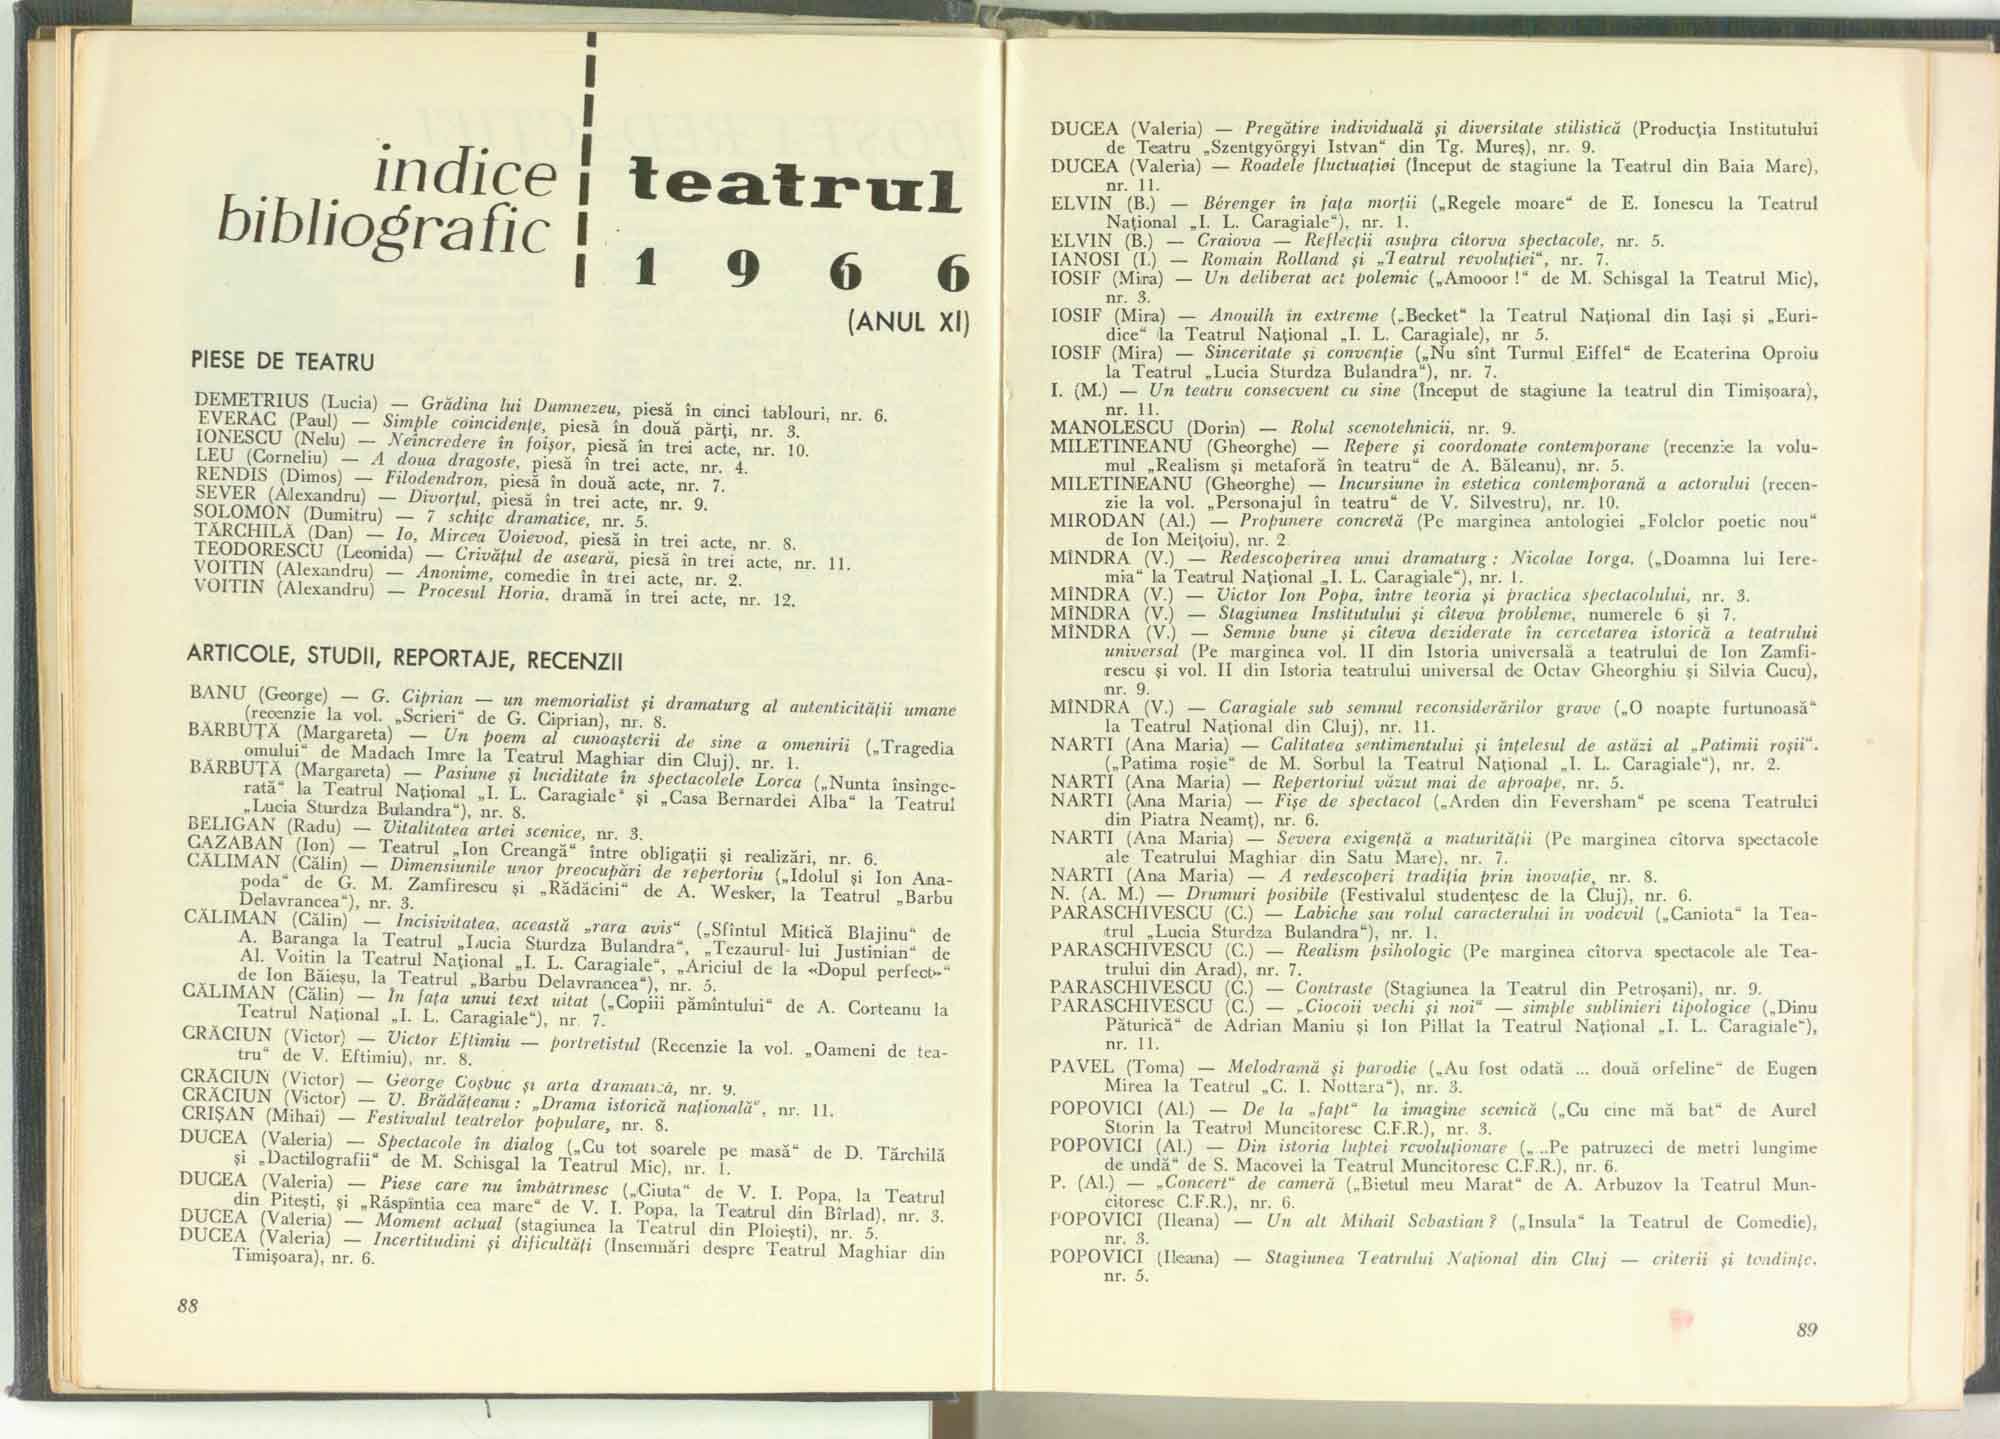 indice
bibliografic
teatrul
1 9 6 6
(ANUL XI)
PIESE DE TEATRU
DEMETRIUS (Lucia) — Grădina lui Dumnezeu, piesă în cinci tablouri, nr. 6.
EVERAC (Paul) — Simple coincidențe, piesă în două părți, nr. 3.
IONESCU (Nelu) — Neîncredere în foișor, piesă în trei acte, nr. 10.
LEU (Corneliu) — A doua dragoste, piesă în trei acte, nr. 4.
RENDIS (Dimos) — Filodendron, piesă în două acte, nr. 7.
SEVER (Alexandru) — Divorțul, piesă în trei acte, nr. 9.
SOLOMON (Dumitru) — 7 schițe dramatice, nr. 5.
TĂRCHILĂ (Dan) — Io, Mircea Voievod, piesă în trei acte, nr. 8.
TEODORESCU (Leonida) — Crivățul de aseară, piesă în trei acte, nr. 11.
VOITIN (Alexandru) — Anonime, comedie în trei acte, nr. 2.
VOITIN (Alexandru) — Procesul Horia, dramă în trei acte, nr. 12.
ARTICOLE, STUDII, REPORTAJE, RECENZII
BANU (George) — G. Ciprian — un memorialist și dramaturg al autenticității umane
(recenzie la vol. „Scrieri“ de G. Ciprian), nr. 8.
BĂRBUȚĂ (Margareta) — Un poem al cunoașterii de sine a omenirii („Tragedia
omului“ de Madach Imre la Teatrul Maghiar din Cluj), nr. 1.
BĂRBUȚĂ (Margareta) — Pasiune și luciditate în spectacolele Lorca („Nunta însînge-
rată“ la Teatrul Național „I. L. Caragiale“ și „Casa Bernardei Alba“ la Teatrul
„Lucia Sturdza Bulandra“), nr. 8.
BELIGAN (Radu) — Vitalitatea artei scenice, nr. 3.
CAZABAN (Ion) — Teatrul „Ion Creangă“ între obligații și realizări, nr. 6.
CĂLIMAN (Călin) — Dimensiunile unor preocupări de repertoriu („Idolul și Ion Ana-
poda“ de G. M. Zamfirescu și „Rădăcini“ de A. Wesker, la Teatrul „Barbu
Delavrancea“), nr. 3.
CĂLIMAN (Călin) — Incisivitatea, această „rara avis“ („Sfîntul Mitică Blajinu“ de
A. Baranga la Teatrul „Lucia Sturdza Bulandra“, „Tezaurul lui Justinian“ de
Al. Voitin la Teatrul Național „I. L. Caragiale“, „Ariciul de la «Dopul perfect»“
de Ion Băieșu, la Teatrul „Barbu Delavrancea“), nr. 5.
CĂLIMAN (Călin) — În fața unui text uitat („Copiii pămîntului“ de A. Corteanu la
Teatrul Național „I. L. Caragiale“), nr. 7.
CRĂCIUN (Victor) — Victor Eftimiu — portretistul (Recenzie la vol. „Oameni de tea-
tru“ de V. Eftimiu), nr. 8.
CRĂCIUN (Victor) — George Coșbuc și arta dramatică, nr. 9.
CRĂCIUN (Victor) — V. Brădățeanu : „Drama istorică națională“, nr. 11.
CRIȘAN (Mihai) — Festivalul teatrelor populare, nr. 8.
DUCEA (Valeria) — Spectacole în dialog („Cu tot soarele pe masă“ de D. Tărchilă
și „Dactilografii“ de M. Schisgal la Teatrul Mic), nr. 1.
DUCEA (Valeria) — Piese care nu îmbătrînesc („Ciuta“ de V. I. Popa, la Teatrul
din Pitești, și „Răspîntia cea mare“ de V. I. Popa, la Teatrul din Bîrlad), nr. 3.
DUCEA (Valeria) — Moment actual (stagiunea la Teatrul din Ploiești), nr. 5.
DUCEA (Valeria) — Incertitudini și dificultăți (Însemnări despre Teatrul Maghiar din
Timișoara), nr. 6.
88
DUCEA (Valeria) — Pregătire individuală și diversitate stilistică (Producția Institutului
de Teatru „Szentgyörgyi Istvan“ din Tg. Mureș), nr. 9.
DUCEA (Valeria) — Roadele fluctuației (Început de stagiune la Teatrul din Baia Mare),
nr. 11.
ELVIN (B.) — Bérenger în fața morții („Regele moare“ de E. Ionescu la Teatrul
Național „I. L. Caragiale“), nr. 1.
ELVIN (B.) — Craiova — Reflecții asupra cîtorva spectacole, nr. 5.
IANOSI (I.) — Romain Rolland și „Teatrul revoluției“, nr. 7.
IOSIF (Mira) — Un deliberat act polemic („Amooor !“ de M. Schisgal la Teatrul Mic),
nr. 3.
IOSIF (Mira) — Anouilh în extreme („Becket“ la Teatrul Național din Iași și „Euri-
dice“ la Teatrul Național „I. L. Caragiale), nr 5.
IOSIF (Mira) — Sinceritate și convenție („Nu sînt Turnul Eiffel“ de Ecaterina Oproiu
la Teatrul „Lucia Sturdza Bulandra“), nr. 7.
I. (M.) — Un teatru consecvent cu sine (Început de stagiune la teatrul din Timișoara),
nr. 11.
MANOLESCU (Dorin) — Rolul scenotehnicii, nr. 9.
MILETINEANU (Gheorghe) — Repere și coordonate contemporane (recenzie la volu-
mul „Realism și metaforă în teatru“ de A. Băleanu), nr. 5.
MILETINEANU (Gheorghe) — Incursiune în estetica contemporană a actorului (recen-
zie la vol. „Personajul în teatru“ de V. Silvestru), nr. 10.
MIRODAN (Al.) — Propunere concretă (Pe marginea antologiei „Folclor poetic nou“
de Ion Meițoiu), nr. 2
MÎNDRA (V.) — Redescoperirea unui dramaturg : Nicolae Iorga. („Doamna lui Iere-
mia“ la Teatrul Național „I. L. Caragiale“), nr. 1.
MÎNDRA (V.) — Victor Ion Popa, între teoria și practica spectacolului, nr. 3.
MÎNDRA (V.) — Stagiunea Institutului și cîteva probleme, numerele 6 și 7.
MÎNDRA (V.) — Semne bune și cîteva deziderate în cercetarea istorică a teatrului
universal (Pe marginea vol. II din Istoria universală a teatrului de Ion Zamfi-
rescu și vol. II din Istoria teatrului universal de Octav Gheorghiu și Silvia Cucu),
nr. 9.
MÎNDRA (V.) — Caragiale sub semnul reconsiderărilor grave („O noapte furtunoasă“
la Teatrul Național din Cluj), nr. 11.
NARTI (Ana Maria) — Calitatea sentimentului și înțelesul de astăzi al „Patimii roșii“.
(„Patima roșie“ de M. Sorbul la Teatrul Național „I. L. Caragiale“), nr. 2.
NARTI (Ana Maria) — Repertoriul văzut mai de aproape, nr. 5.
NARTI (Ana Maria) — Fișe de spectacol („Arden din Feversham“ pe scena Teatrului
din Piatra Neamț), nr. 6.
NARTI (Ana Maria) — Severa exigență a maturității (Pe marginea cîtorva spectacole
ale Teatrului Maghiar din Satu Mare), nr. 7.
NARTI (Ana Maria) — A redescoperi tradiția prin inovație, nr. 8.
N. (A. M.) — Drumuri posibile (Festivalul studențesc de la Cluj), nr. 6.
PARASCHIVESCU (C.) — Labiche sau rolul caracterului în vodevil („Caniota“ la Tea-
trul „Lucia Sturdza Bulandra“), nr. 1.
PARASCHIVESCU (C.) — Realism psihologic (Pe marginea cîtorva spectacole ale Tea-
trului din Arad), nr. 7.
PARASCHIVESCU (C.) — Contraste (Stagiunea la Teatrul din Petroșani), nr. 9.
PARASCHIVESCU (C.) — „Ciocoii vechi și noi“ — simple sublinieri tipologice („Dinu
Păturică“ de Adrian Maniu și Ion Pillat la Teatrul Național „I. L. Caragiale“),
nr. 11.
PAVEL (Toma) — Melodramă și parodie („Au fost odată ... două orfeline“ de Eugen
Mirea la Teatrul „C. I. Nottara“), nr. 3.
POPOVICI (Al.) — De la „fapt“ la imagine scenică („Cu cine mă bat“ de Aurel
Storin la Teatrul Muncitoresc C.F.R.), nr. 3.
POPOVICI (Al.) — Din istoria luptei revoluționare („...Pe patruzeci de metri lungime
de undă“ de S. Macovei la Teatrul Muncitoresc C.F.R.), nr. 6.
P. (Al.) — „Concert“ de cameră („Bietul meu Marat“ de A. Arbuzov la Teatrul Mun-
citoresc C.F.R.), nr. 6.
POPOVICI (Ileana) — Un alt Mihail Sebastian ? („Insula“ la Teatrul de Comedie),
nr. 3.
POPOVICI (Ileana) — Stagiunea Teatrului Național din Cluj — criterii și tendințe,
nr. 5.
89